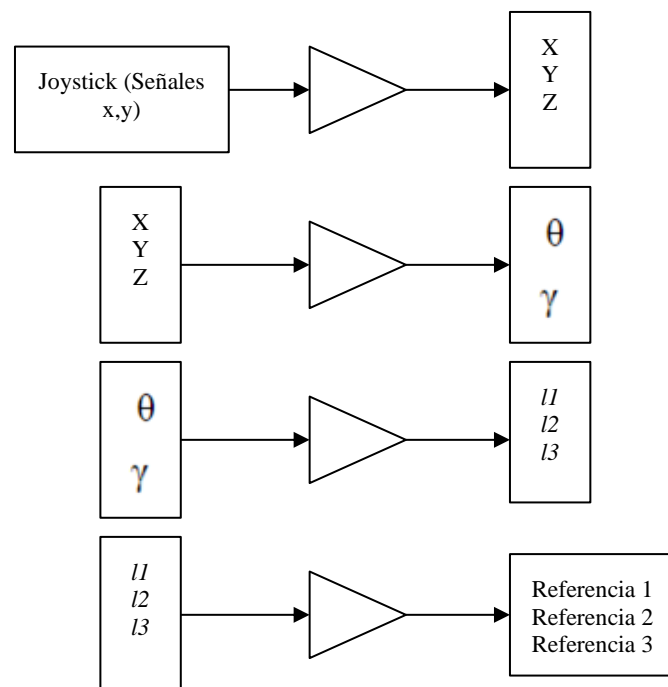 Joystick (Señales
x,y)
X
Y
Z
X
Y
Z
θ
γ
θ
γ
l1
l2
l3
l1
l2
l3
Referencia 1
Referencia 2
Referencia 3